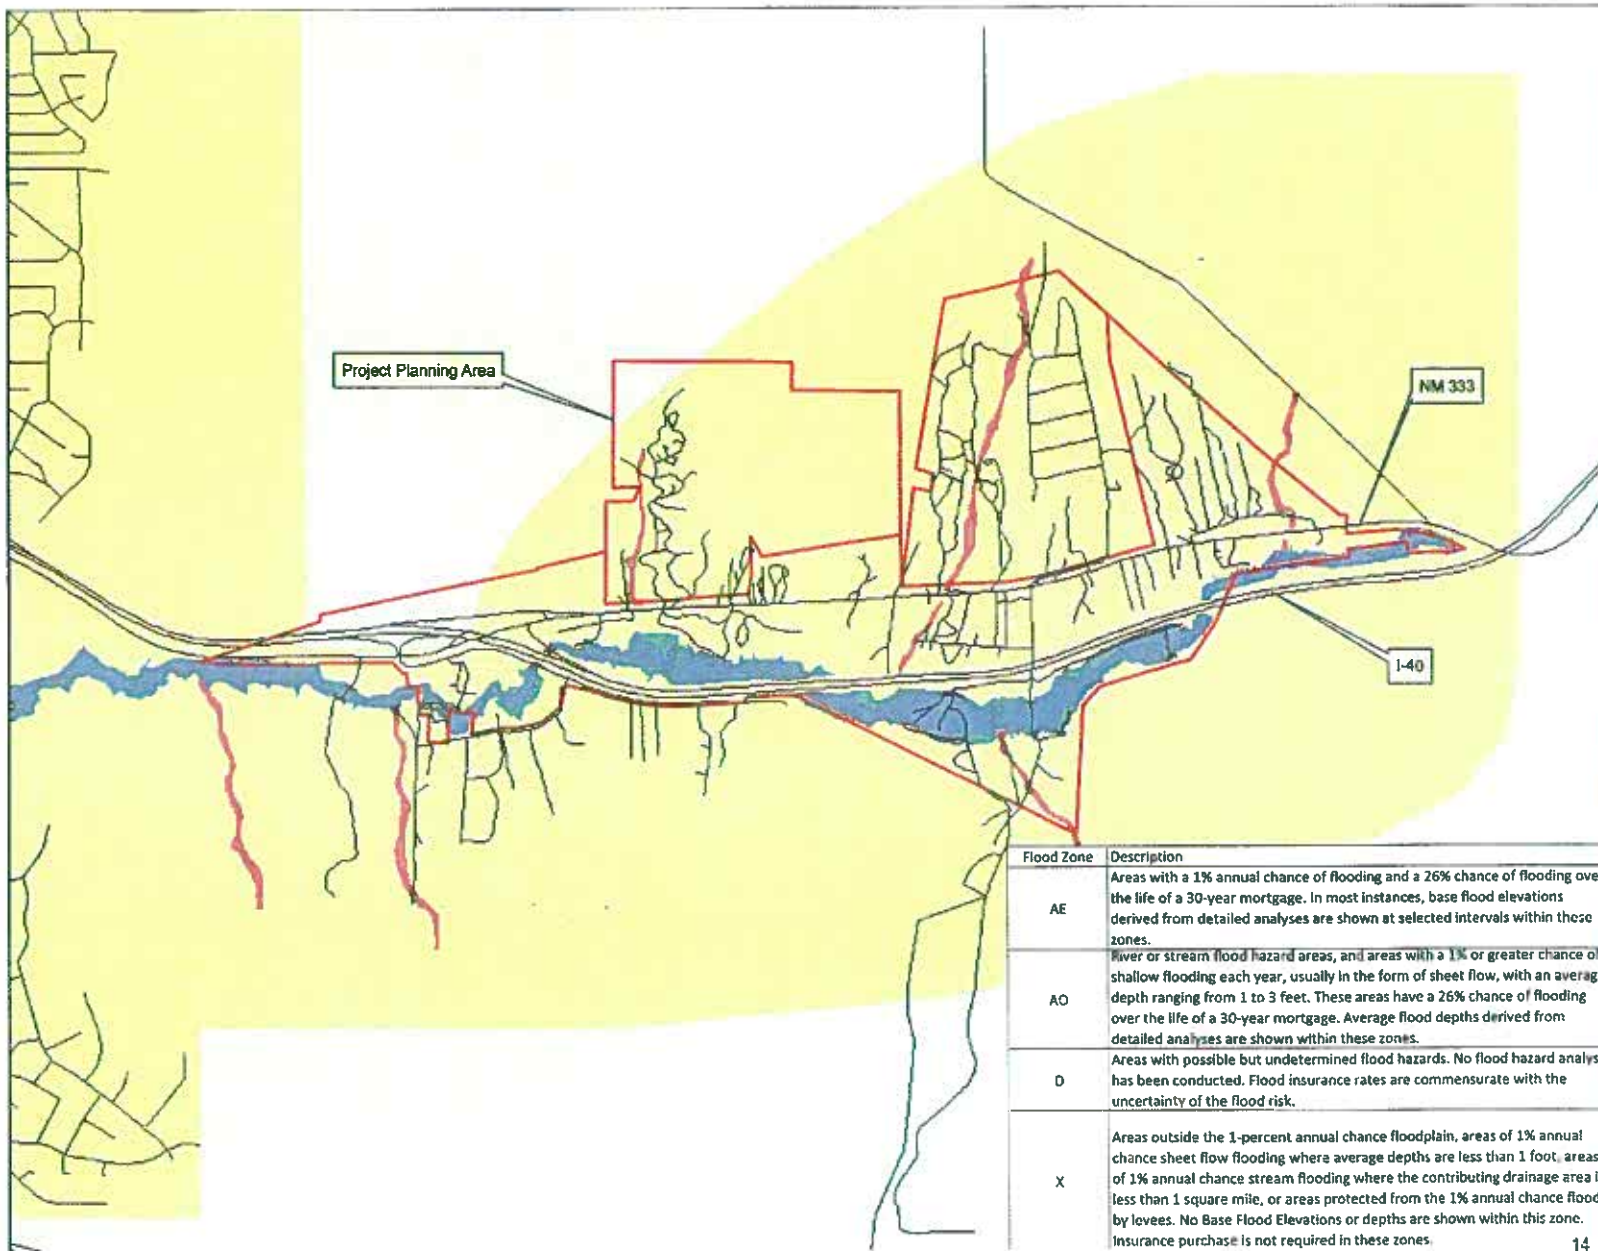 Project Planning Area
NM 333
I-40
Flood Zone Description
AE
Areas with a 1% annual chance of flooding and a 26% chance of flooding ove
the life of a 30-year mortgage. In most instances, base flood elevations
derived from detailed analyses are shown at selected intervals within these
zones.
AO
River or stream flood hazard areas, and areas with a 1% or greater chance o
shallow flooding each year, usually in the form of sheet flow, with an averag
depth ranging from 1 to 3 feet. These areas have a 26% chance of flooding
over the life of a 30-year mortgage. Average flood depths derived from
detailed analyses are shown within these zones.
D
Areas with possible but undetermined flood hazards. No flood hazard analys
has been conducted. Flood insurance rates are commensurate with the
uncertainty of the flood risk.
X
Areas outside the 1-percent annual chance floodplain, areas of 1% annual
chance sheet flow flooding where average depths are less than 1 foot, areas
of 1% annual chance stream flooding where the contributing drainage area i
less than 1 square mile, or areas protected from the 1% annual chance flood
by levees. No Base Flood Elevations or depths are shown within this zone.
Insurance purchase is not required in these zones.
14